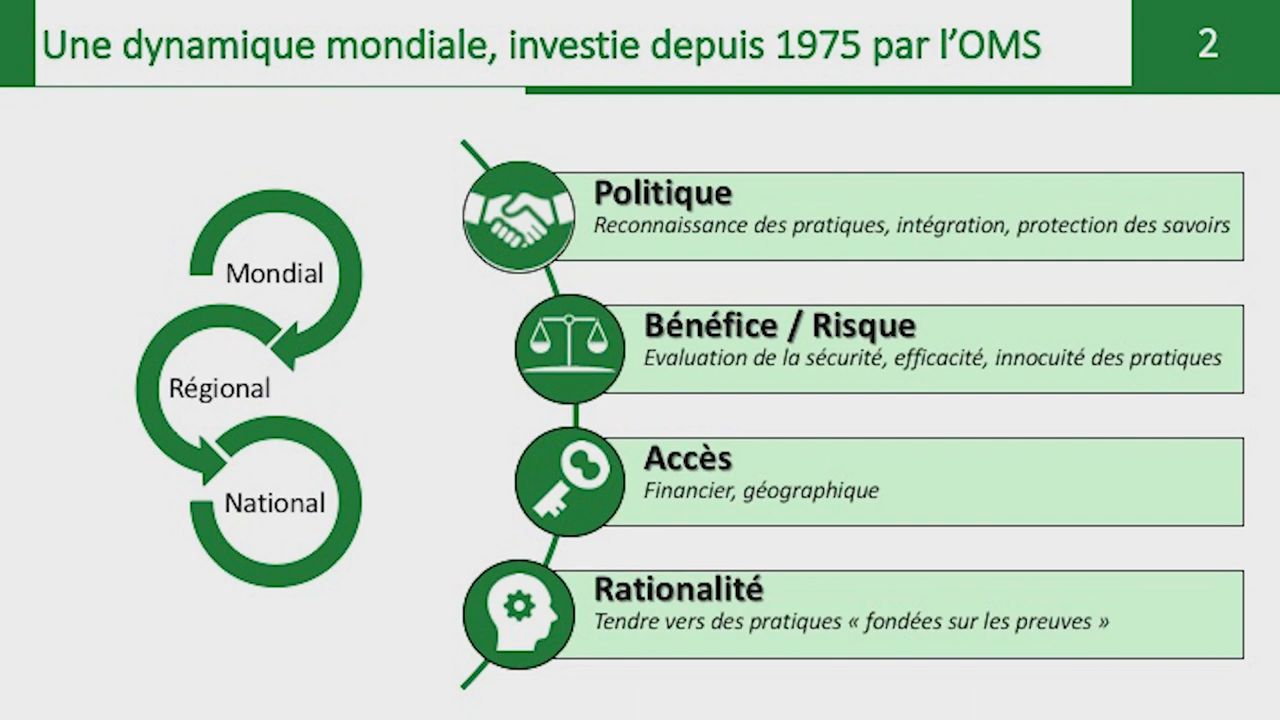 Une dynamique mondiale, investie depuis 1975 par l'OMS
2
Mondial
Régional
National
Politique
Reconnaissance des pratiques, intégration, protection des savoirs
Bénéfice / Risque
Evaluation de la sécurité, efficacité, innocuité des pratiques
Accès
Financier, géographique
Rationalité
Tendre vers des pratiques « fondées sur les preuves »